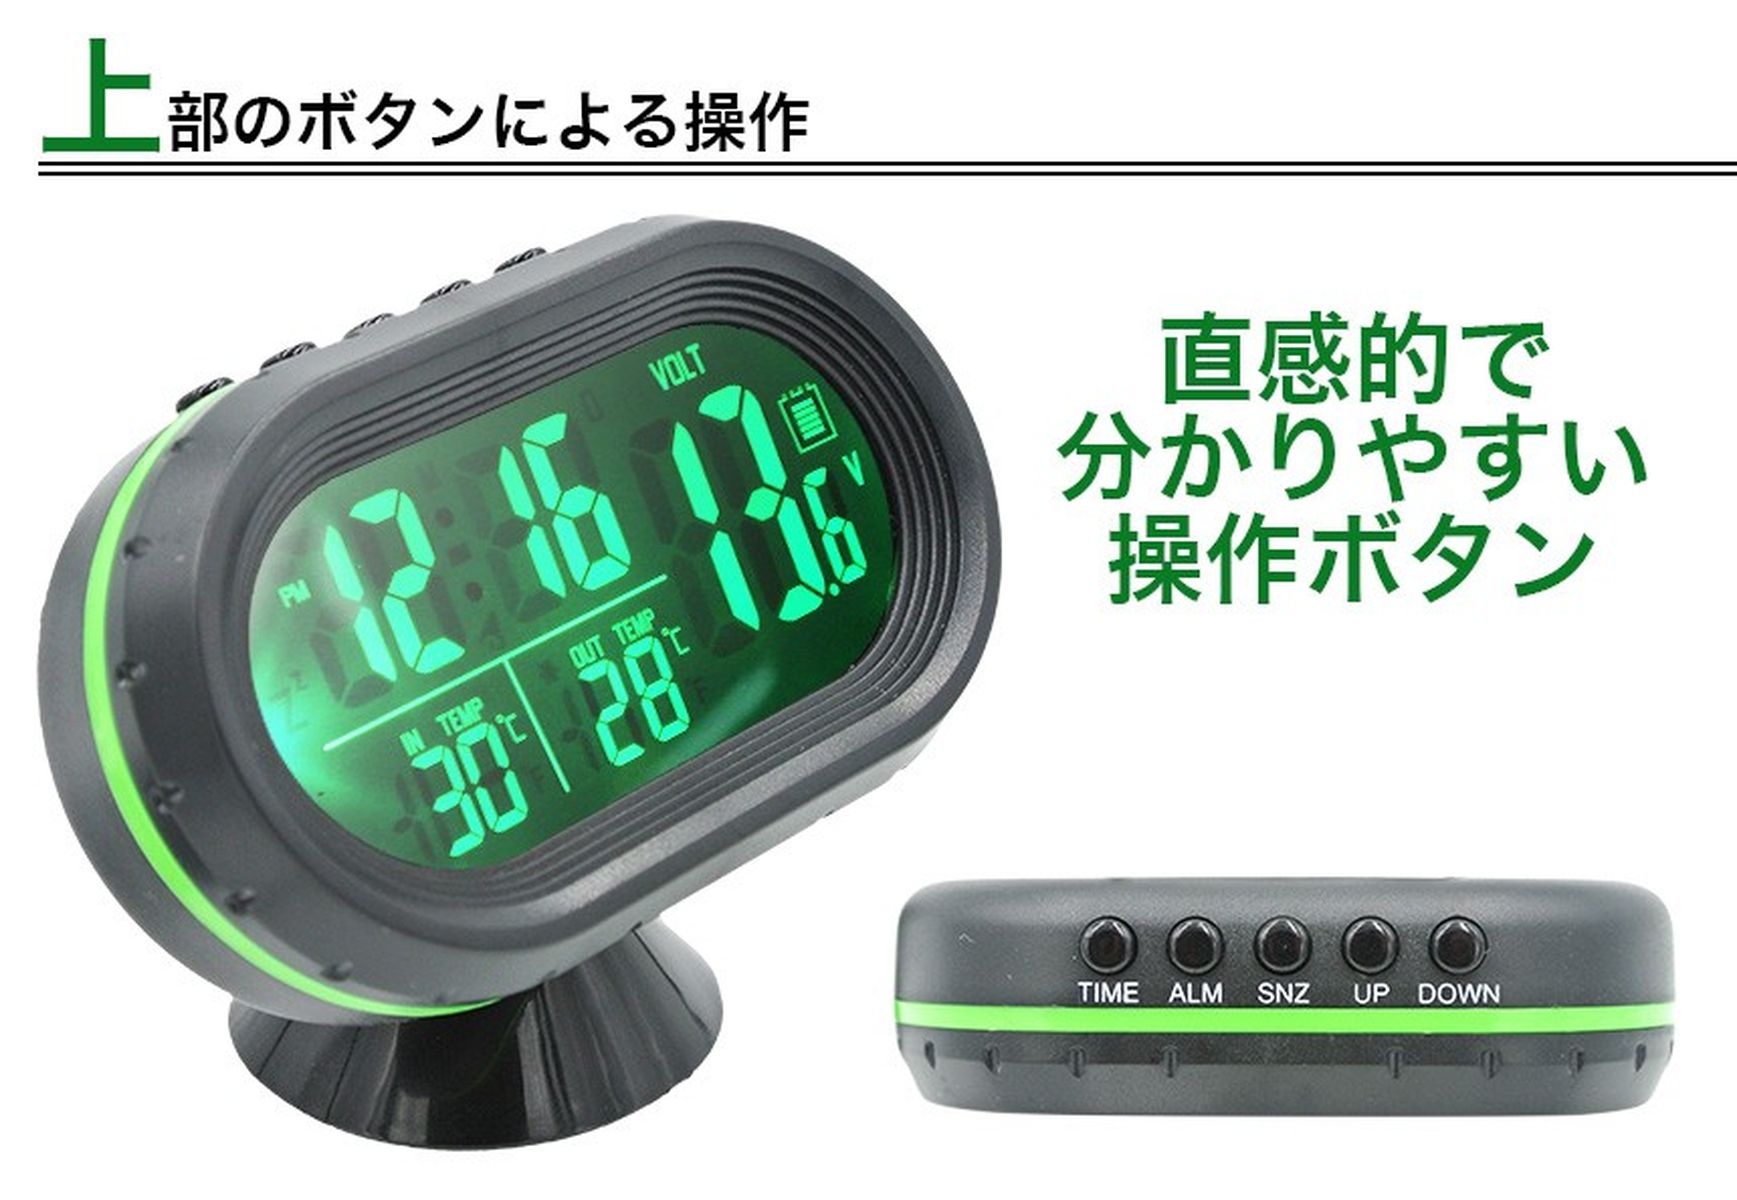 上部のボタンによる操作
直感的で
分かりやすい
操作ボタン
VOLT
PM 12:16 13.6 V
IN TEMP 30 ℃
OUT TEMP 28 ℃
TIME ALM SNZ UP DOWN